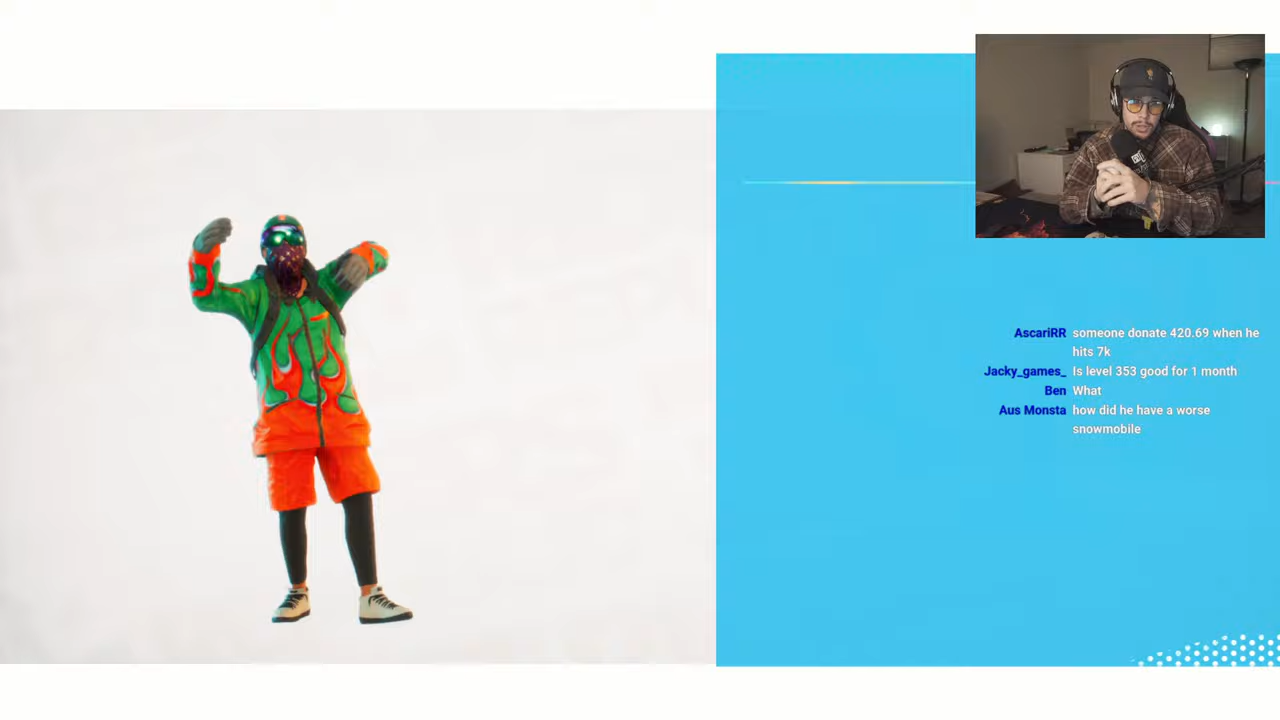 AscariRR someone donate 420.69 when he
hits 7k
Jacky_games_ Is level 353 good for 1 month
Ben What
Aus Monsta how did he have a worse
snowmobile